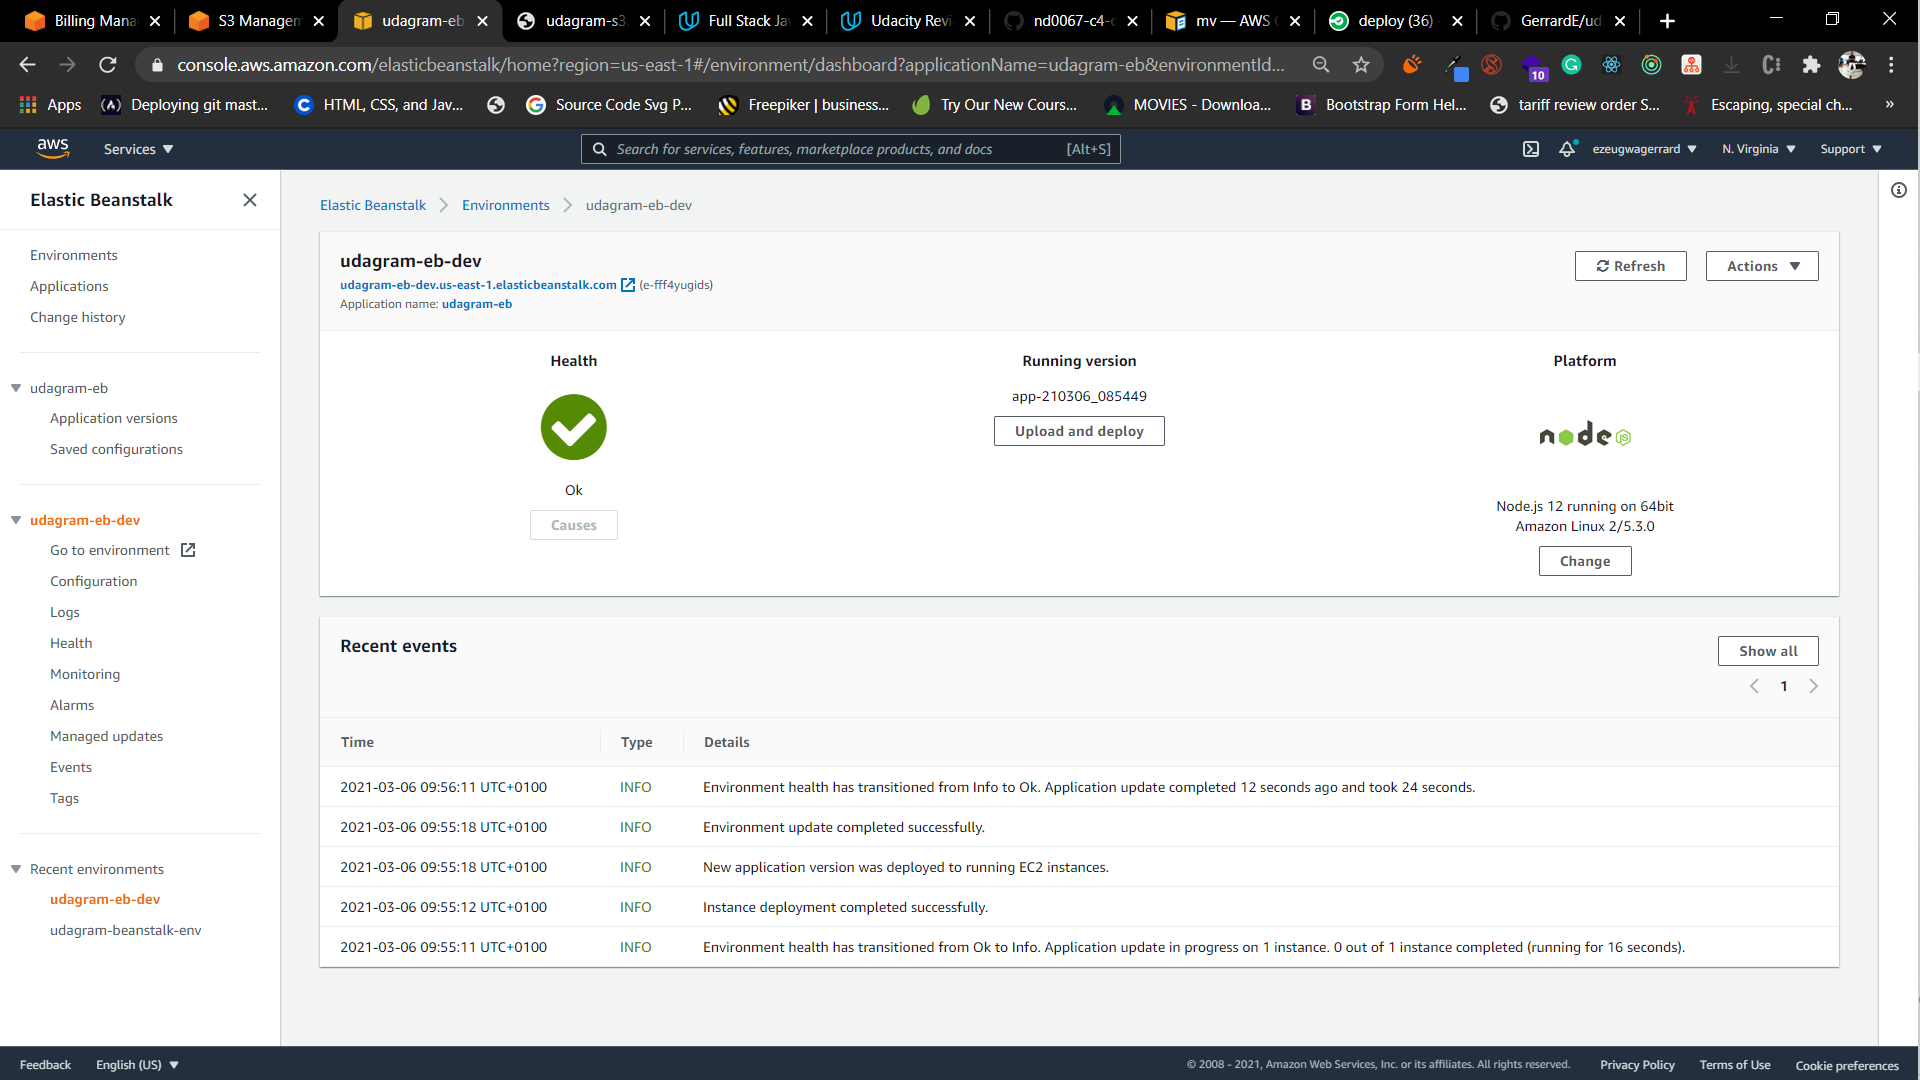 Billing Mana
S3 Managem
udagram-eb
udagram-s3
Full Stack Ja
Udacity Revi
nd0067-c4-
mv — AWS
deploy (36)
GerrardE/ud
console.aws.amazon.com/elasticbeanstalk/home?region=us-east-1#/environment/dashboard?applicationName=udagram-eb&environmentId...
10
Apps
Deploying git mast...
HTML, CSS, and Jav...
Source Code Svg P...
Freepiker | business...
Try Our New Cours...
MOVIES - Downloa...
B
Bootstrap Form Hel...
tariff review order S...
Escaping, special ch...
»
aws
Services
Search for services, features, marketplace products, and docs
[Alt+S]
ezeugwagerrard
N. Virginia
Support
Elastic Beanstalk
Environments
Applications
Change history
udagram-eb
Application versions
Saved configurations
udagram-eb-dev
Go to environment
Configuration
Logs
Health
Monitoring
Alarms
Managed updates
Events
Tags
Recent environments
udagram-eb-dev
udagram-beanstalk-env
Elastic Beanstalk
Environments
udagram-eb-dev
udagram-eb-dev
udagram-eb-dev.us-east-1.elasticbeanstalk.com (e-fff4yugids)
Application name: udagram-eb
Refresh
Actions
Health
Ok
Causes
Running version
app-210306_085449
Upload and deploy
Platform
node
JS
Node.js 12 running on 64bit
Amazon Linux 2/5.3.0
Change
Recent events
Show all
1
Time Type Details
2021-03-06 09:56:11 UTC+0100 INFO Environment health has transitioned from Info to Ok. Application update completed 12 seconds ago and took 24 seconds.
2021-03-06 09:55:18 UTC+0100 INFO Environment update completed successfully.
2021-03-06 09:55:18 UTC+0100 INFO New application version was deployed to running EC2 instances.
2021-03-06 09:55:12 UTC+0100 INFO Instance deployment completed successfully.
2021-03-06 09:55:11 UTC+0100 INFO Environment health has transitioned from Ok to Info. Application update in progress on 1 instance. 0 out of 1 instance completed (running for 16 seconds).
Feedback
English (US)
© 2008 - 2021, Amazon Web Services, Inc. or its affiliates. All rights reserved.
Privacy Policy
Terms of Use
Cookie preferences